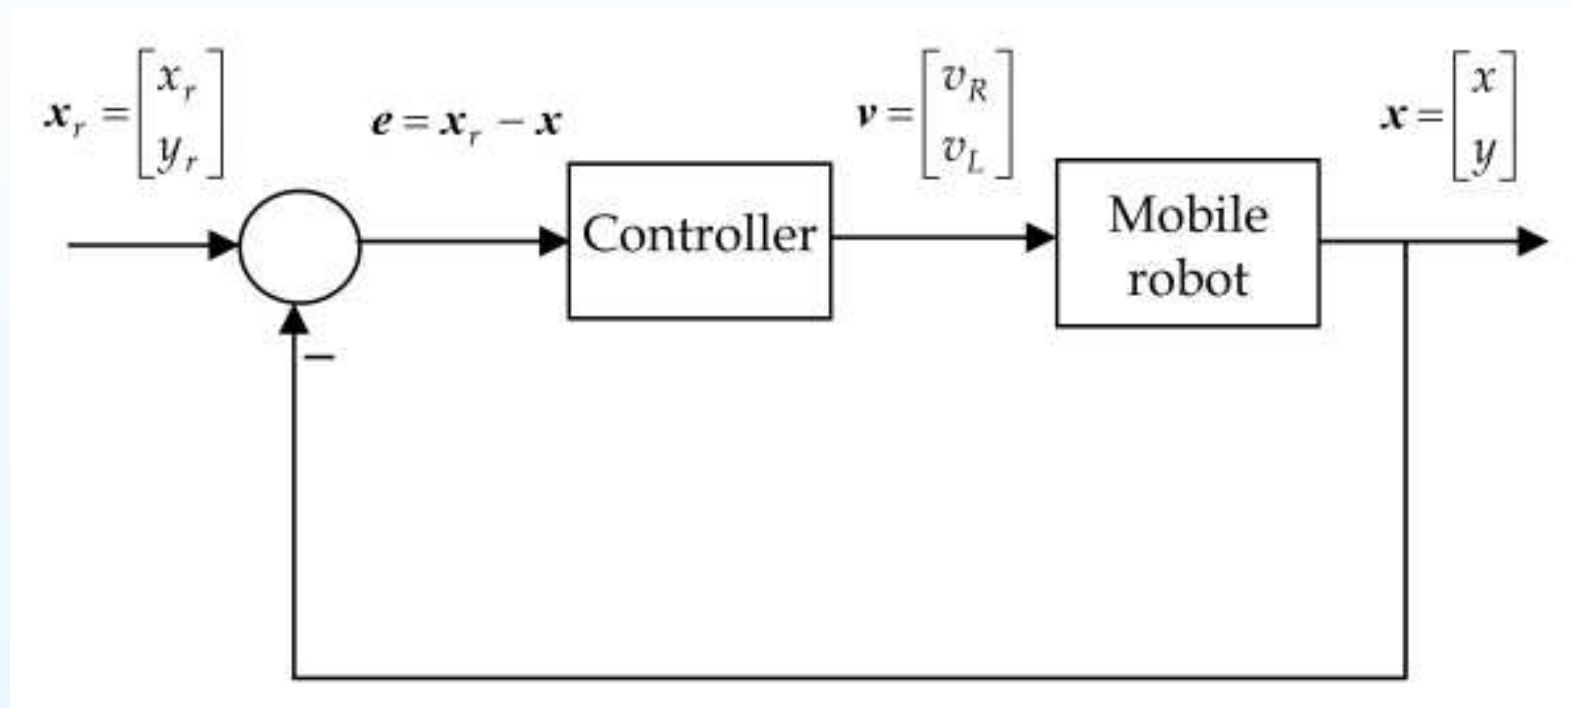 x_r = [x_r y_r]
e = x_r − x
v = [v_R v_L]
x = [x y]
Controller
Mobile
robot
−